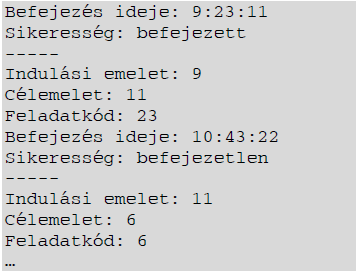 Befejezés ideje: 9:23:11
Sikeresség: befejezett
-----
Indulási emelet: 9
Célemelet: 11
Feladatkód: 23
Befejezés ideje: 10:43:22
Sikeresség: befejezetlen
-----
Indulási emelet: 11
Célemelet: 6
Feladatkód: 6
…